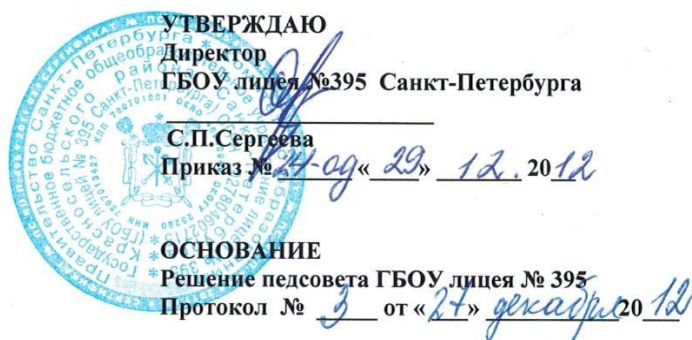 УТВЕРЖДАЮ
Директор
ГБОУ лицея №395 Санкт-Петербурга
С.П.Сергеева
Приказ № 24-од « 29 » 12. 2012
ОСНОВАНИЕ
Решение педсовета ГБОУ лицея № 395
Протокол № 3 от « 27 » декабря 2012